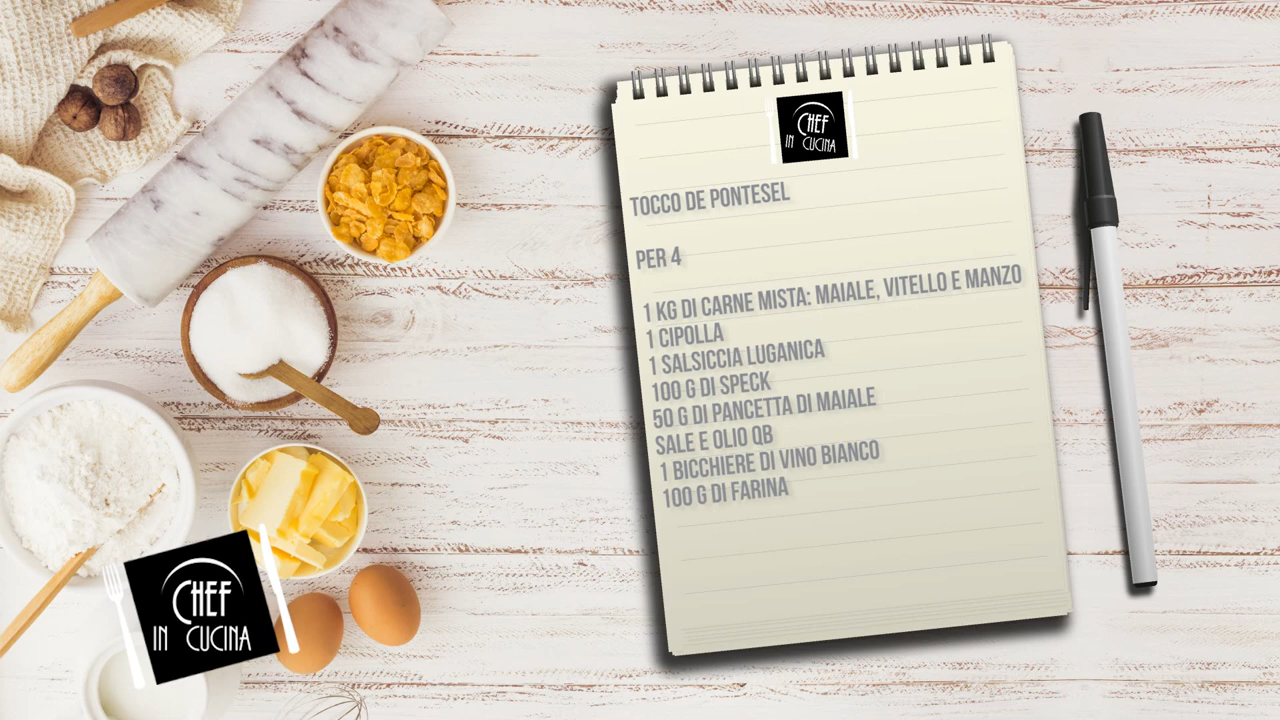 CHEF
IN CUCINA
TOCCO DE PONTESEL
PER 4
1 KG DI CARNE MISTA: MAIALE, VITELLO E MANZO
1 CIPOLLA
1 SALSICCIA LUGANICA
100 G DI SPECK
50 G DI PANCETTA DI MAIALE
SALE E OLIO QB
1 BICCHIERE DI VINO BIANCO
100 G DI FARINA
CHEF
IN CUCINA